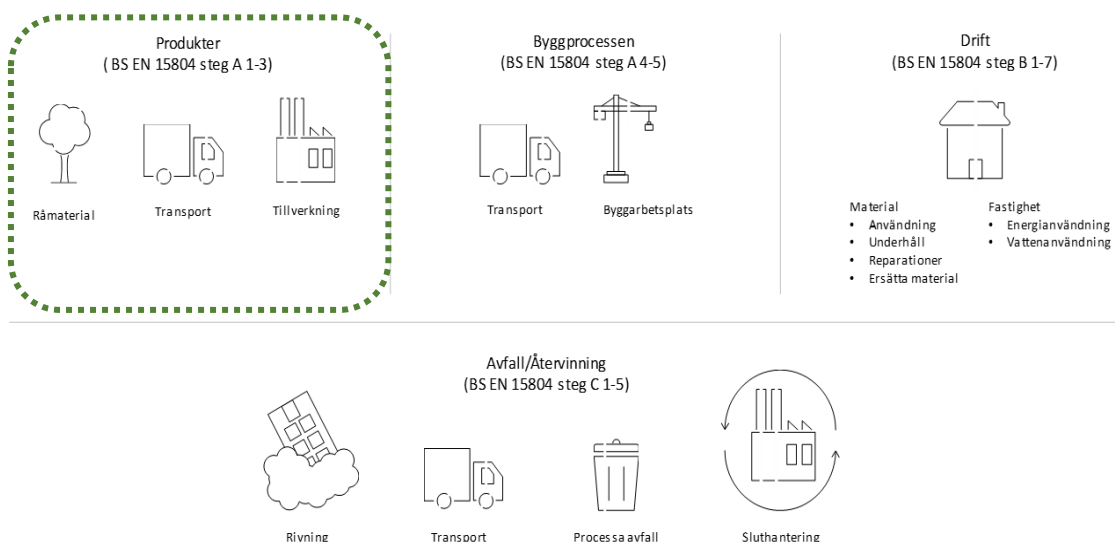 Produkter
( BS EN 15804 steg A 1-3)
Råmaterial
Transport
Tillverkning
Byggprocessen
(BS EN 15804 steg A 4-5)
Transport
Byggarbetsplats
Drift
(BS EN 15804 steg B 1-7)
Material
• Användning
• Underhåll
• Reparationer
• Ersätta material
Fastighet
• Energianvändning
• Vattenanvändning
Avfall/Återvinning
(BS EN 15804 steg C 1-5)
Rivning
Transport
Processa avfall
Sluthantering